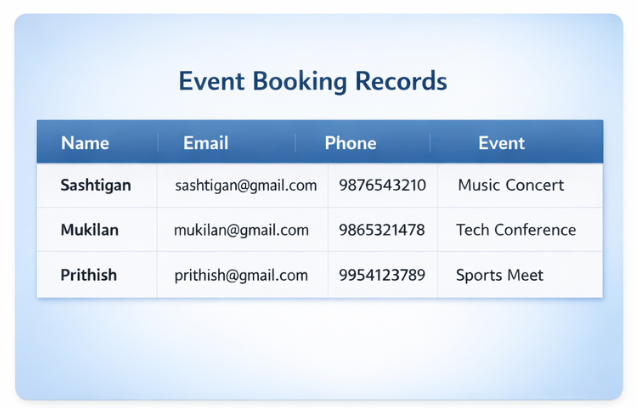 Event Booking Records
Name Email Phone Event
Sashtigan sashtigan@gmail.com 9876543210 Music Concert
Mukilan mukilan@gmail.com 9865321478 Tech Conference
Prithish prithish@gmail.com 9954123789 Sports Meet